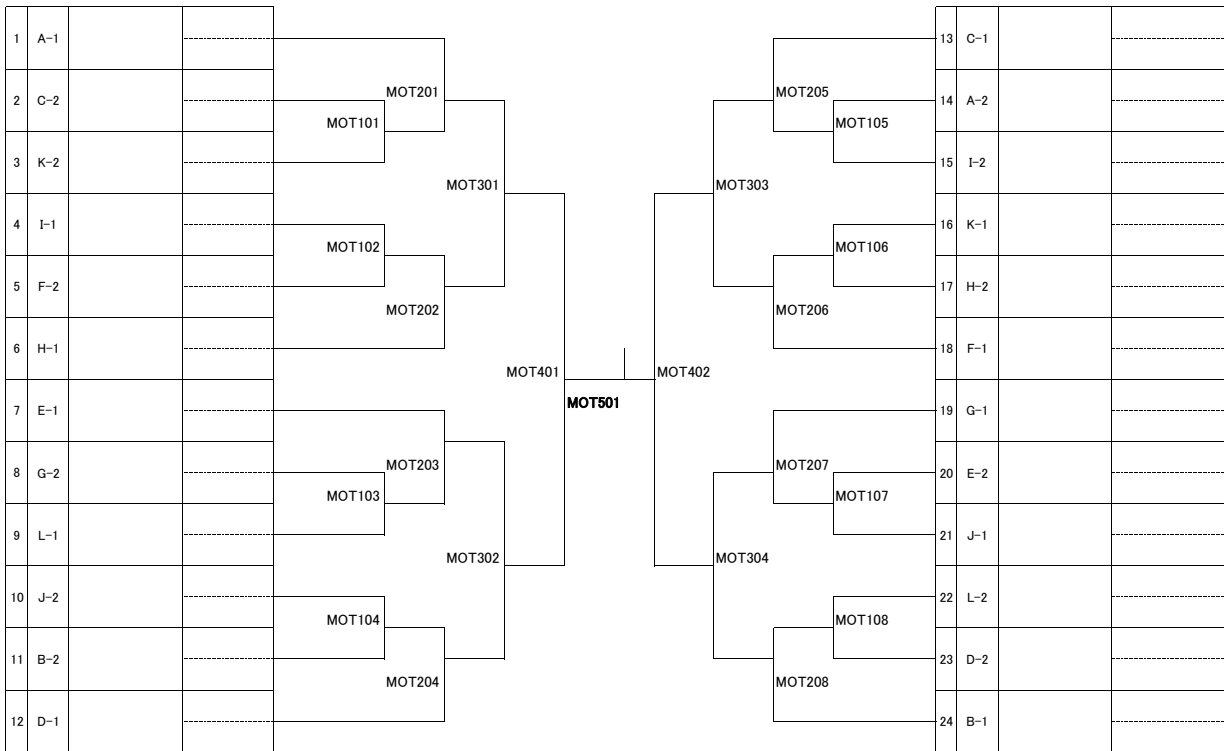 1 A-1
2 C-2
3 K-2
4 I-1
5 F-2
6 H-1
7 E-1
8 G-2
9 L-1
10 J-2
11 B-2
12 D-1
MOT201
MOT101
MOT301
MOT102
MOT202
MOT401
MOT203
MOT103
MOT302
MOT104
MOT204
MOT501
MOT205
MOT105
MOT303
MOT106
MOT206
MOT402
MOT207
MOT107
MOT304
MOT108
MOT208
13 C-1
14 A-2
15 I-2
16 K-1
17 H-2
18 F-1
19 G-1
20 E-2
21 J-1
22 L-2
23 D-2
24 B-1